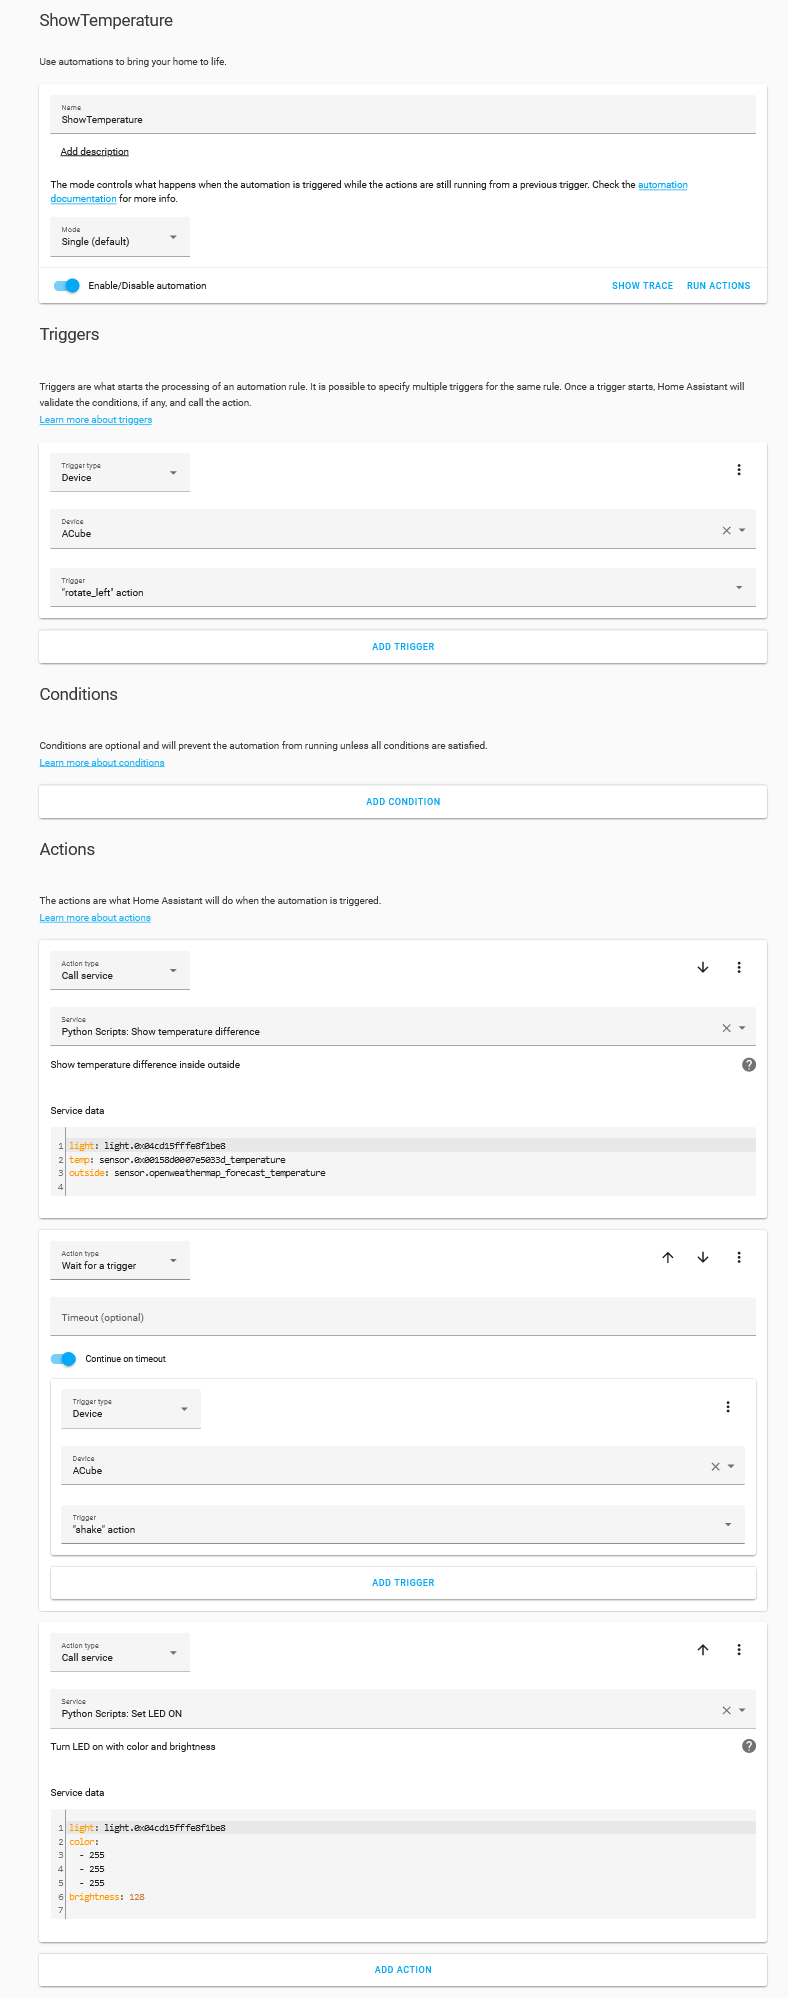 ShowTemperature
Use automations to bring your home to life.
Name
ShowTemperature
Add description
The mode controls what happens when the automation is triggered while the actions are still running from a previous trigger. Check the automation
documentation for more info.
Mode
Single (default)
Enable/Disable automation
SHOW TRACE RUN ACTIONS
Triggers
Triggers are what starts the processing of an automation rule. It is possible to specify multiple triggers for the same rule. Once a trigger starts, Home Assistant will
validate the conditions, if any, and call the action.
Learn more about triggers
Trigger type
Device
Device
ACube
Trigger
"rotate_left" action
ADD TRIGGER
Conditions
Conditions are optional and will prevent the automation from running unless all conditions are satisfied.
Learn more about conditions
ADD CONDITION
Actions
The actions are what Home Assistant will do when the automation is triggered.
Learn more about actions
Action type
Call service
Service
Python Scripts: Show temperature difference
Show temperature difference inside outside
Service data
1 light: light.0x04cd15fffe8f1be8
2 temp: sensor.0x00158d0007e5033d_temperature
3 outside: sensor.openweathermap_forecast_temperature
4
Action type
Wait for a trigger
Timeout (optional)
Continue on timeout
Trigger type
Device
Device
ACube
Trigger
"shake" action
ADD TRIGGER
Action type
Call service
Service
Python Scripts: Set LED ON
Turn LED on with color and brightness
Service data
1 light: light.0x04cd15fffe8f1be8
2 color:
3 - 255
4 - 255
5 - 255
6 brightness: 128
7
ADD ACTION